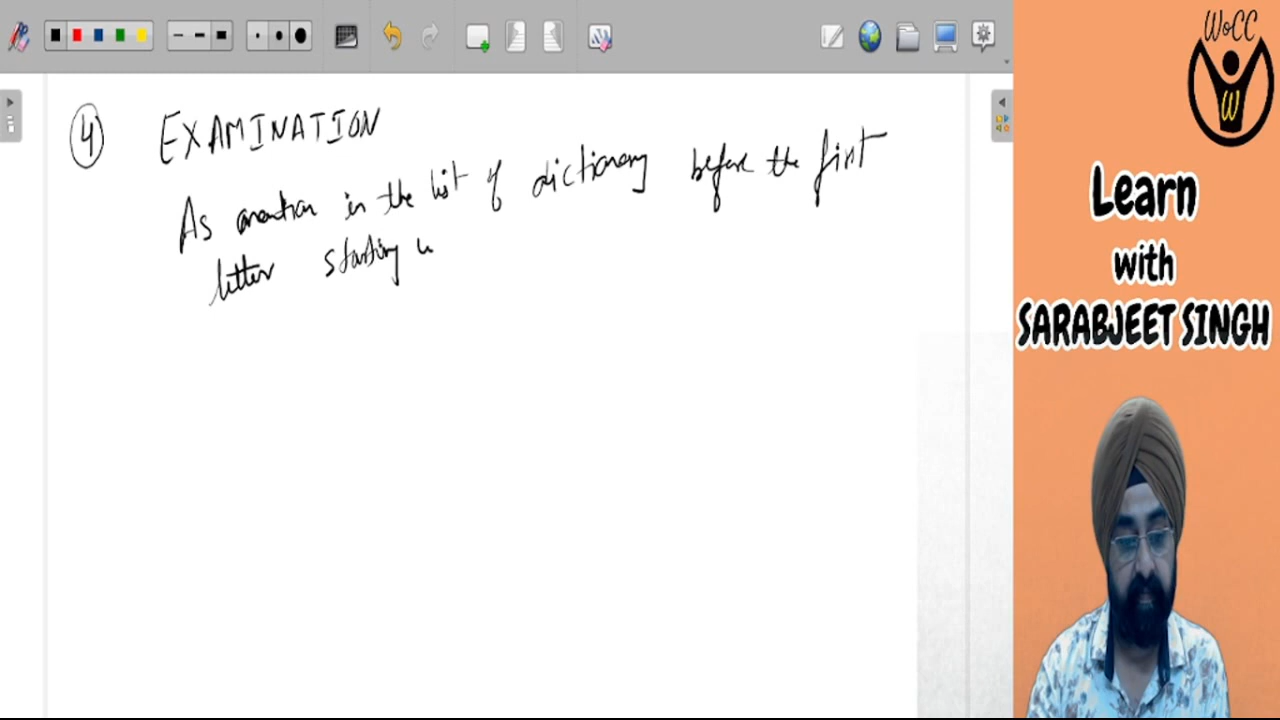 ④ EXAMINATION
As mention in the list of dictionary before the first
letter starting w
WoCC
W
Learn
with
SARABJEET SINGH